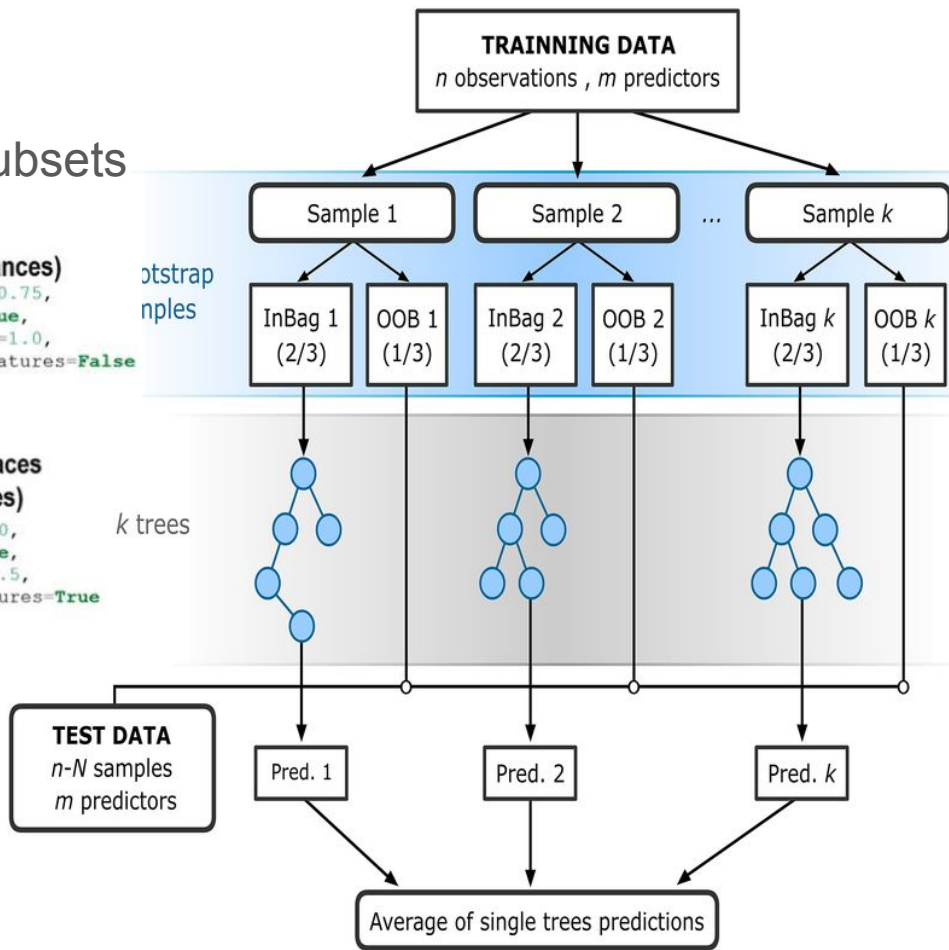 TRAINNING DATA
n observations , m predictors
ubsets
Sample 1
Sample 2
...
Sample k
ances)
0.75,
ue,
=1.0,
atures=False
otstrap
mples
InBag 1
(2/3)
OOB 1
(1/3)
InBag 2
(2/3)
OOB 2
(1/3)
InBag k
(2/3)
OOB k
(1/3)
aces
es)
0,
e,
.5,
ures=True
k trees
TEST DATA
n-N samples
m predictors
Pred. 1
Pred. 2
Pred. k
Average of single trees predictions